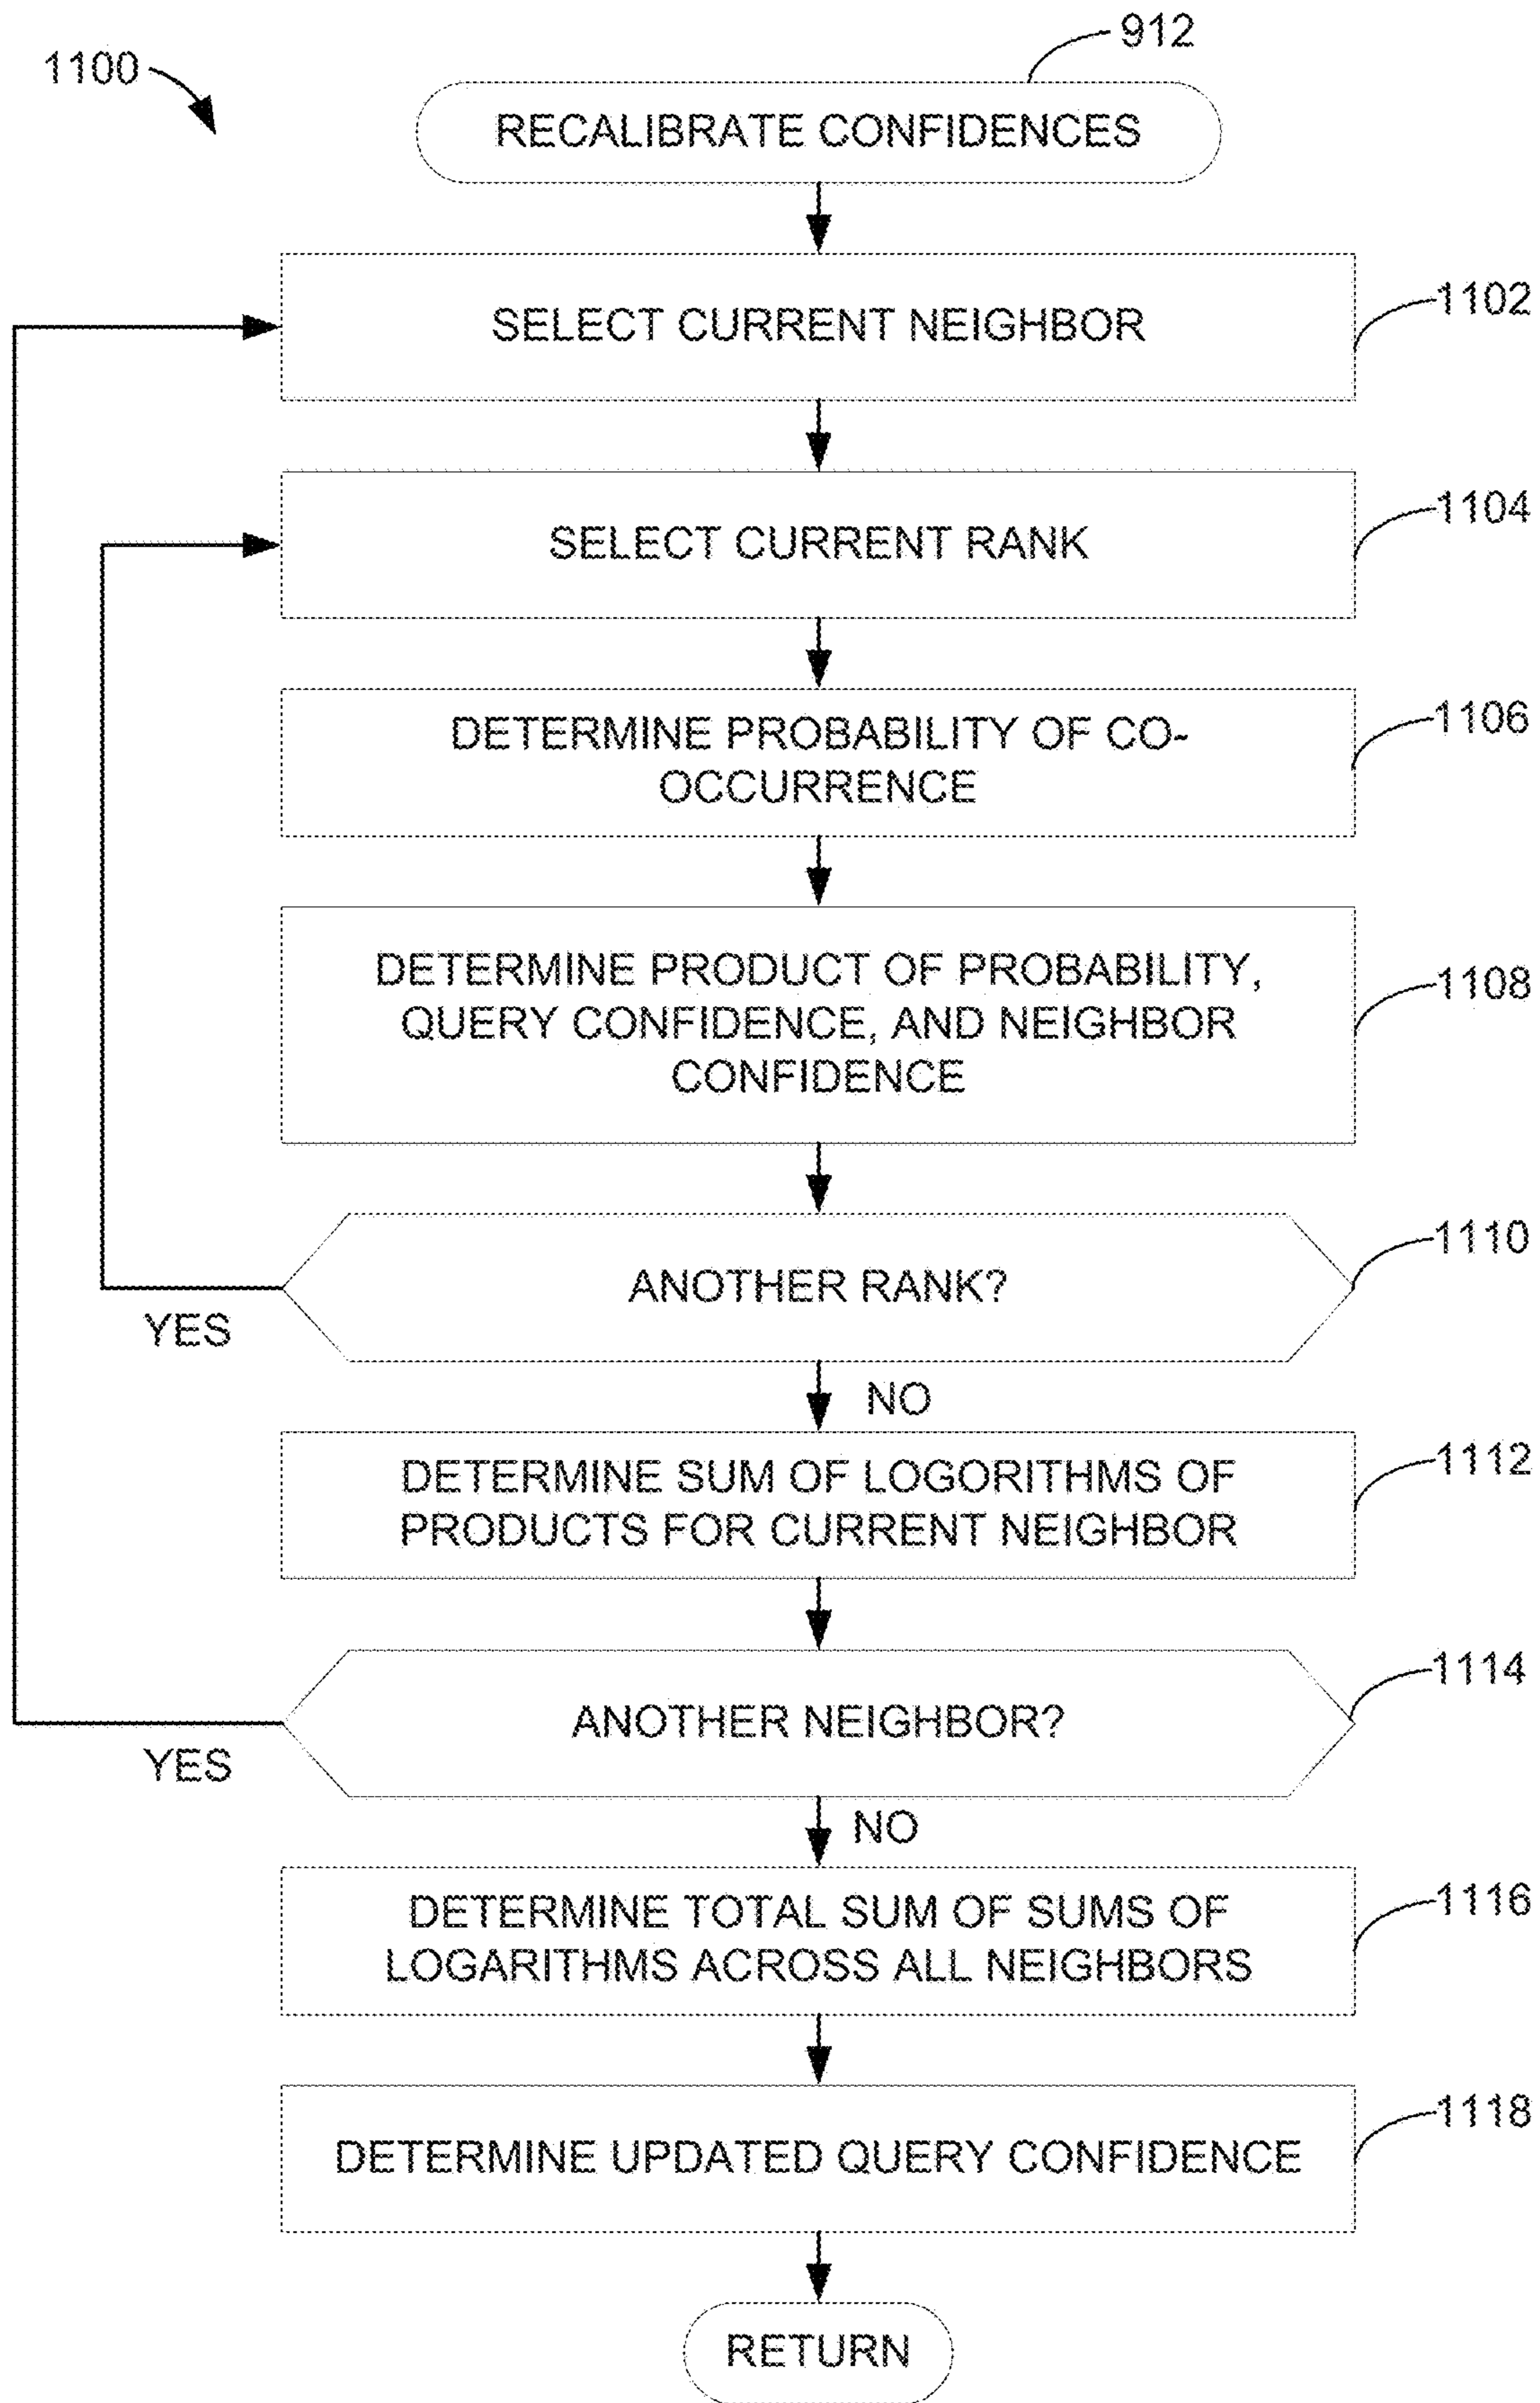 912
1100
RECALIBRATE CONFIDENCES
1102
SELECT CURRENT NEIGHBOR
1104
SELECT CURRENT RANK
1106
DETERMINE PROBABILITY OF CO-
OCCURRENCE
1108
DETERMINE PRODUCT OF PROBABILITY,
QUERY CONFIDENCE, AND NEIGHBOR
CONFIDENCE
1110
ANOTHER RANK?
YES
NO
1112
DETERMINE SUM OF LOGORITHMS OF
PRODUCTS FOR CURRENT NEIGHBOR
1114
ANOTHER NEIGHBOR?
YES
NO
1116
DETERMINE TOTAL SUM OF SUMS OF
LOGARITHMS ACROSS ALL NEIGHBORS
1118
DETERMINE UPDATED QUERY CONFIDENCE
RETURN